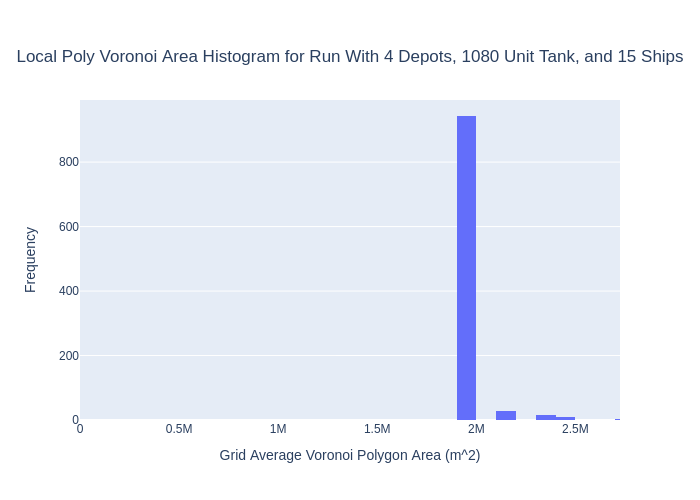 Local Poly Voronoi Area Histogram for Run With 4 Depots, 1080 Unit Tank, and 15 Ships
800
600
400
200
0
Frequency
0 0.5M 1M 1.5M 2M 2.5M
Grid Average Voronoi Polygon Area (m^2)